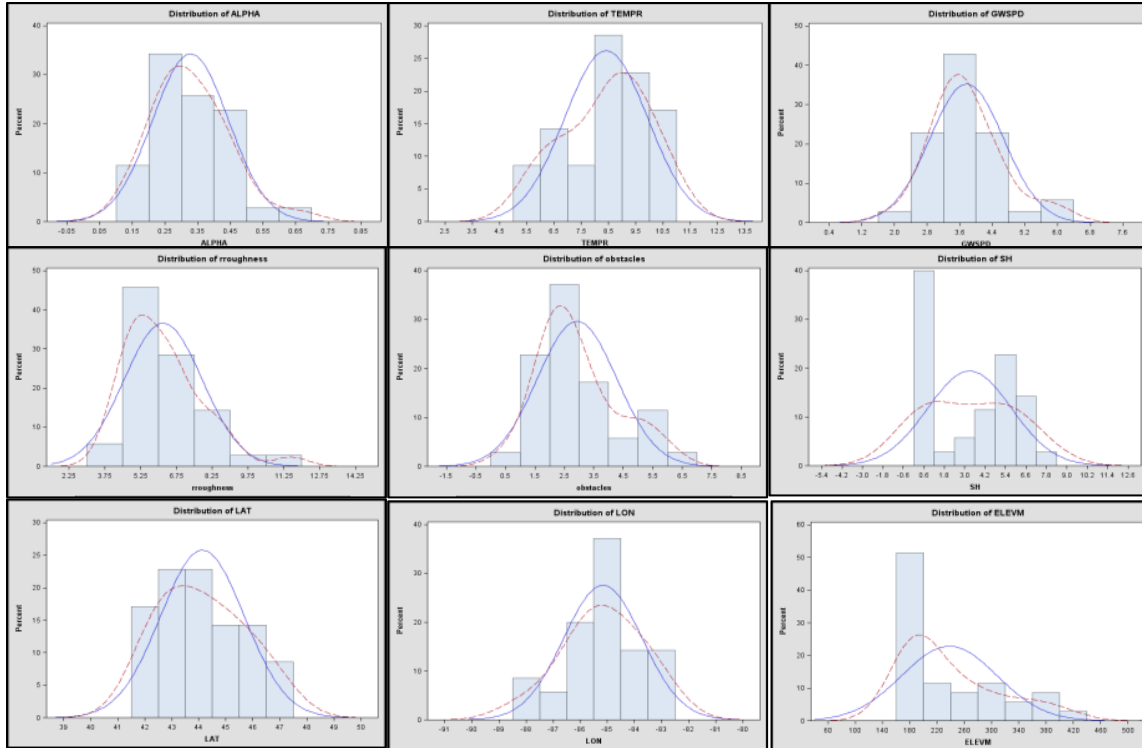 Distribution of ALPHA
40
30
20
10
0
Percent
-0.05 0.05 0.15 0.25 0.35 0.45 0.55 0.65 0.75 0.85 0.95
ALPHA
Distribution of TEMPR
30
25
20
15
10
5
0
Percent
2.5 3.5 4.5 5.5 6.5 7.5 8.5 9.5 10.5 11.5 12.5 13.5
TEMPR
Distribution of GWSPD
50
40
30
20
10
0
Percent
0.4 1.2 2.0 2.8 3.6 4.4 5.2 6.0 6.8 7.6
GWSPD
Distribution of rroughness
50
40
30
20
10
0
Percent
2.25 3.75 5.25 6.75 8.25 9.75 11.25 12.75 14.25
rroughness
Distribution of obstacles
40
30
20
10
0
Percent
-1.5 -0.5 0.5 1.5 2.5 3.5 4.5 5.5 6.5 7.5 8.5
obstacles
Distribution of SH
40
30
20
10
0
Percent
-5.4 -4.2 -3.0 -1.8 -0.6 0.6 1.8 3.0 4.2 5.4 6.6 7.8 9.0 10.2 11.4 12.6
SH
Distribution of LAT
30
25
20
15
10
5
0
Percent
39 40 41 42 43 44 45 46 47 48 49 50
LAT
Distribution of LON
40
30
20
10
0
Percent
-91 -90 -89 -88 -87 -86 -85 -84 -83 -82 -81 -80
LON
Distribution of ELEVM
60
50
40
30
20
10
0
Percent
60 100 140 180 220 260 300 340 380 420 460 500
ELEVM